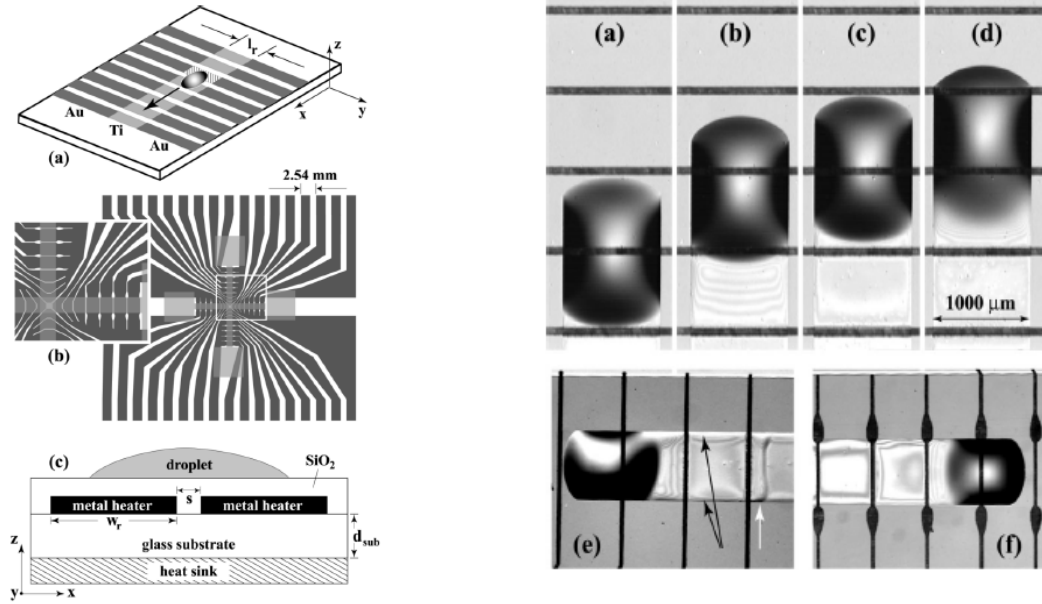 l_r
z
y
x
Au
Ti
Au
(a)
2.54 mm
(b)
(c)
droplet
SiO₂
metal heater
s
metal heater
w_r
d_sub
glass substrate
z
heat sink
y
x
(a)
(b)
(c)
(d)
1000 μm
(e)
(f)